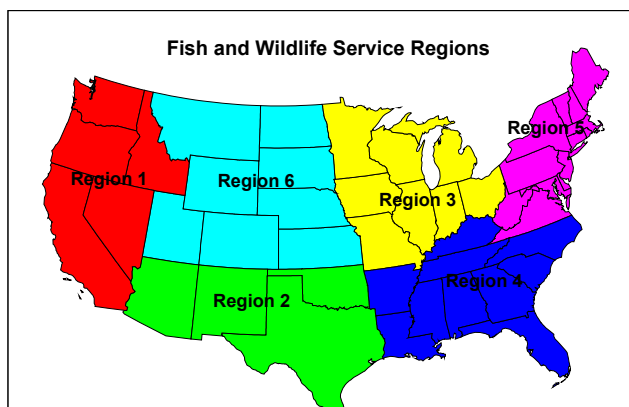 Fish and Wildlife Service Regions
Region 5
Region 1
Region 6
Region 3
Region 2
Region 4